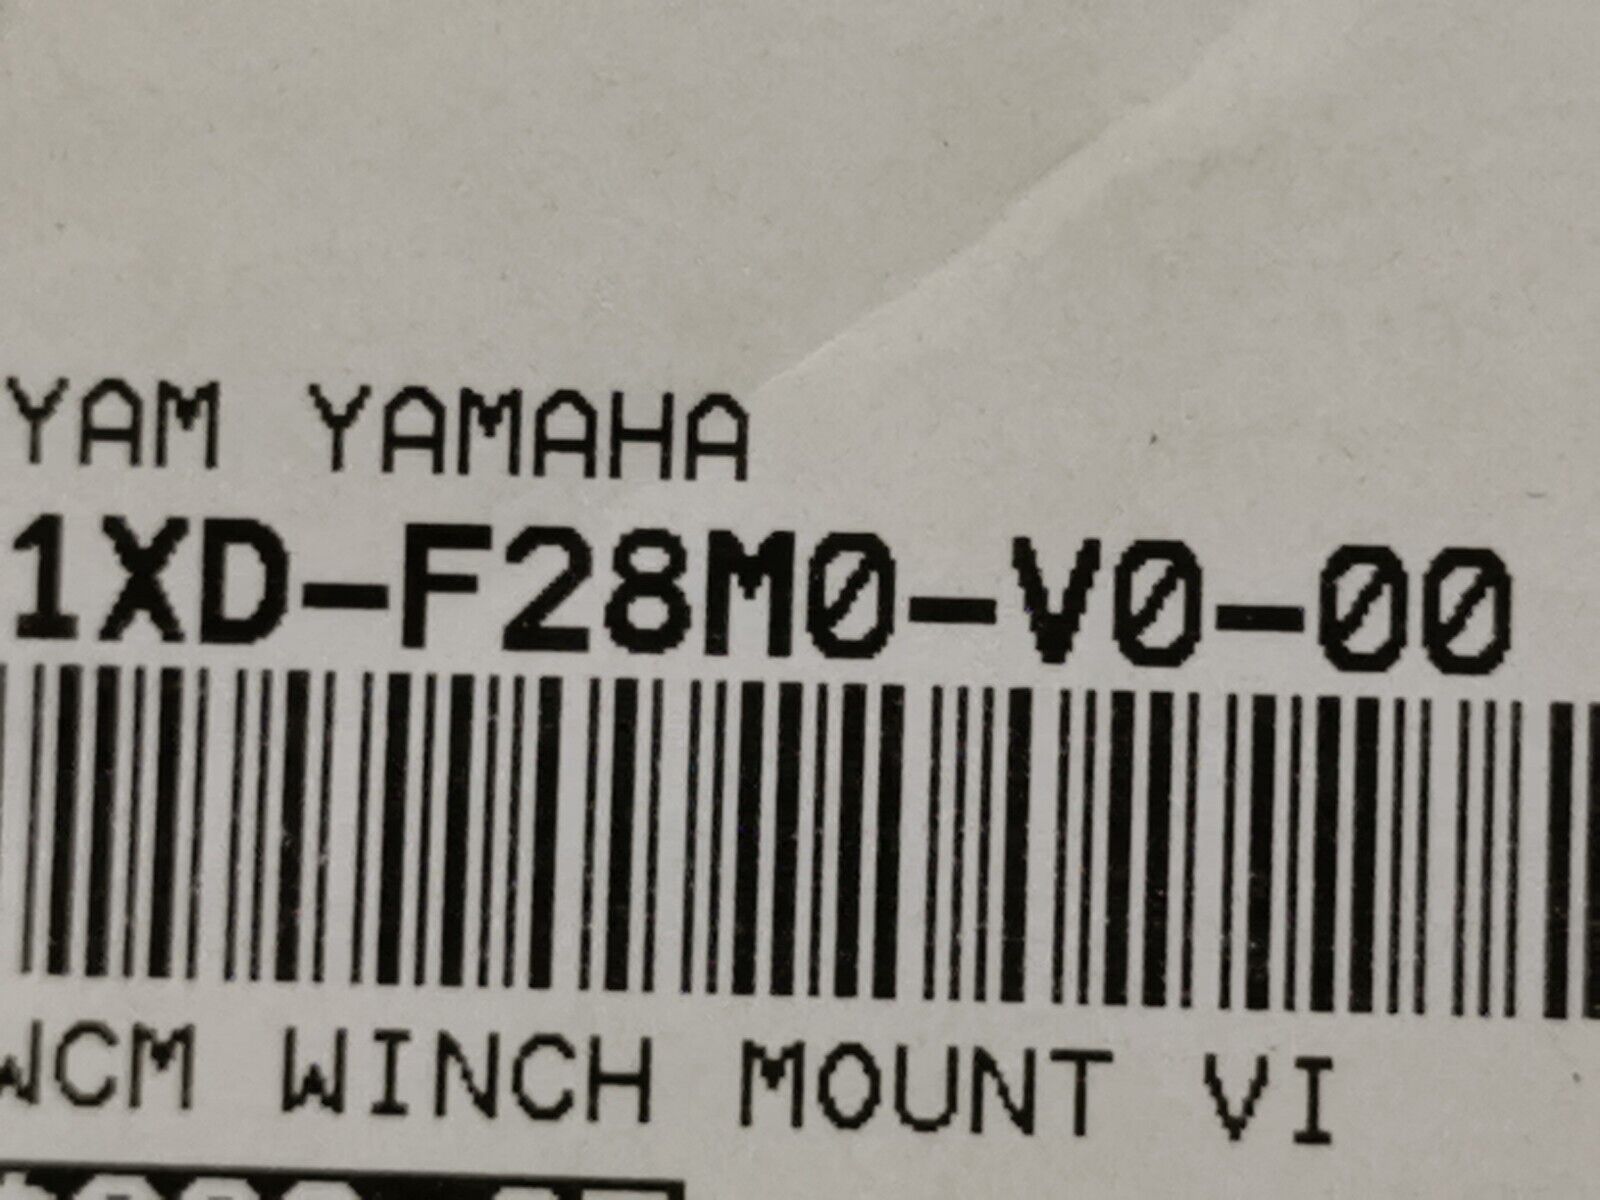 YAM YAMAHA
1XD-F28M0-V0-00
WCM WINCH MOUNT VI